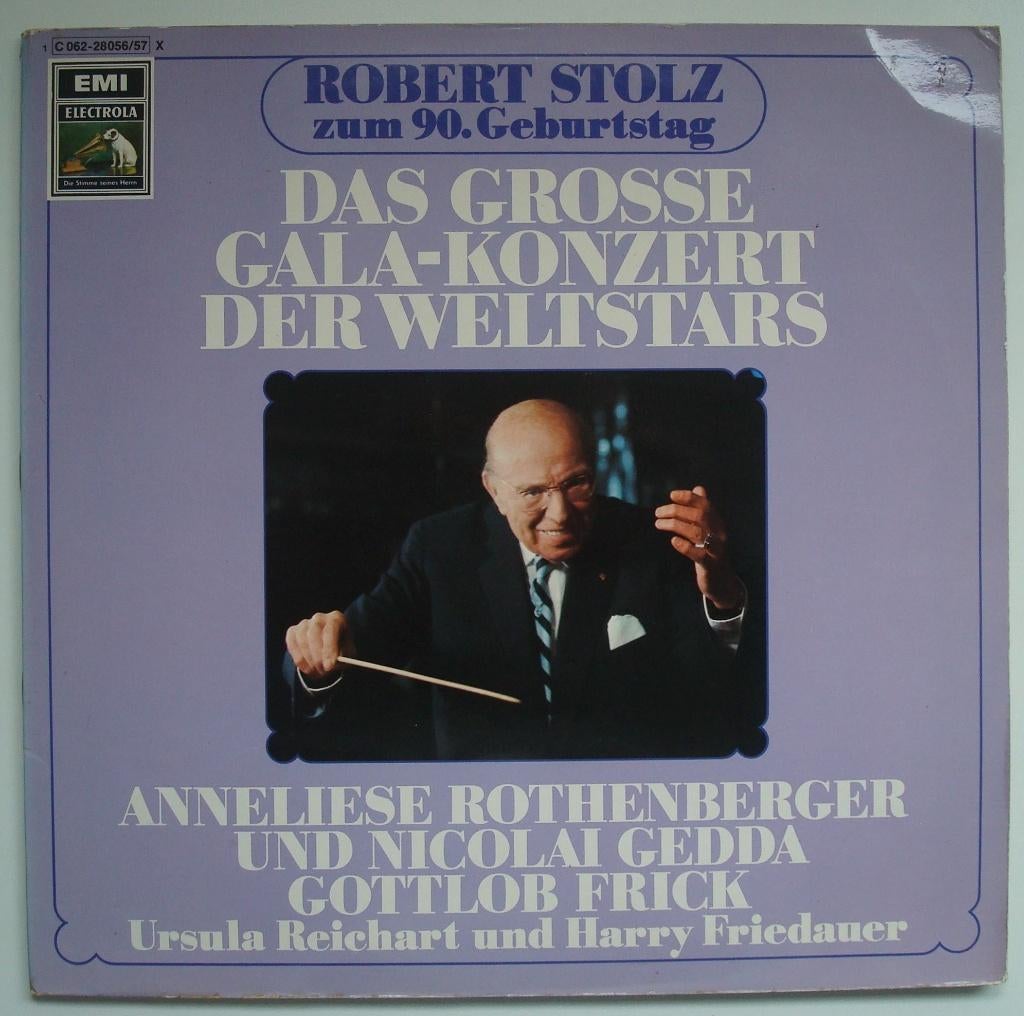 1 C 062-28056/57 X
EMI
ELECTROLA
Die Stimme seines Herrn
ROBERT STOLZ
zum 90. Geburtstag
DAS GROSSE
GALA-KONZERT
DER WELTSTARS
ANNELIESE ROTHENBERGER
UND NICOLAI GEDDA
GOTTLOB FRICK
Ursula Reichart und Harry Friedauer